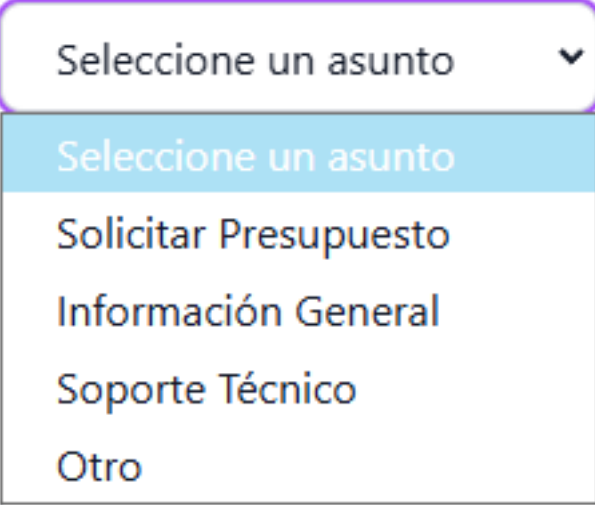 Seleccione un asunto
Seleccione un asunto
Solicitar Presupuesto
Información General
Soporte Técnico
Otro